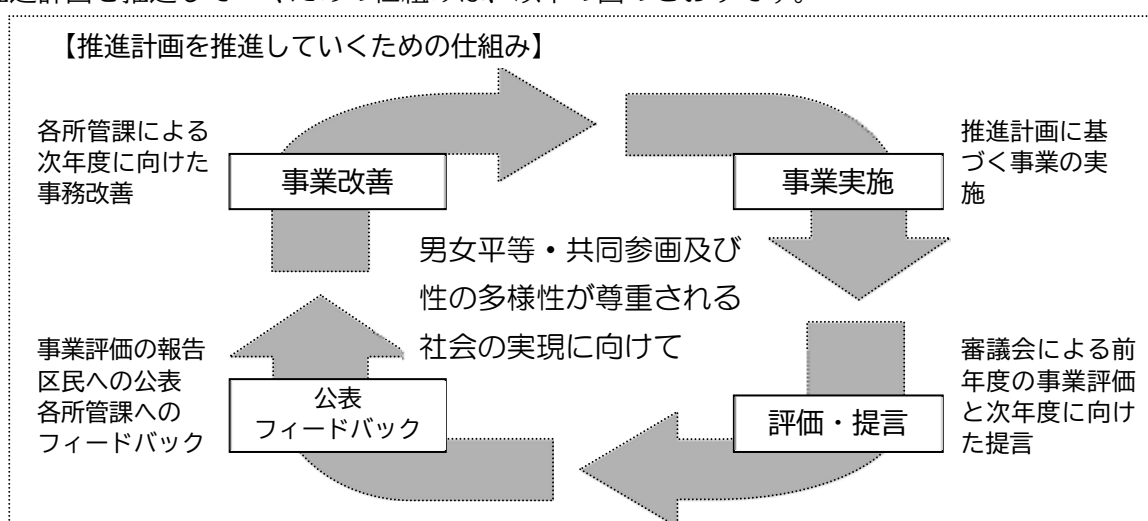 【推進計画を推進していくための仕組み】
各所管課による
次年度に向けた
事務改善
事業改善
事業実施
推進計画に基
づく事業の実
施
男女平等・共同参画及び
性の多様性が尊重される
社会の実現に向けて
事業評価の報告
区民への公表
各所管課への
フィードバック
公表
フィードバック
評価・提言
審議会による前
年度の事業評価
と次年度に向け
た提言